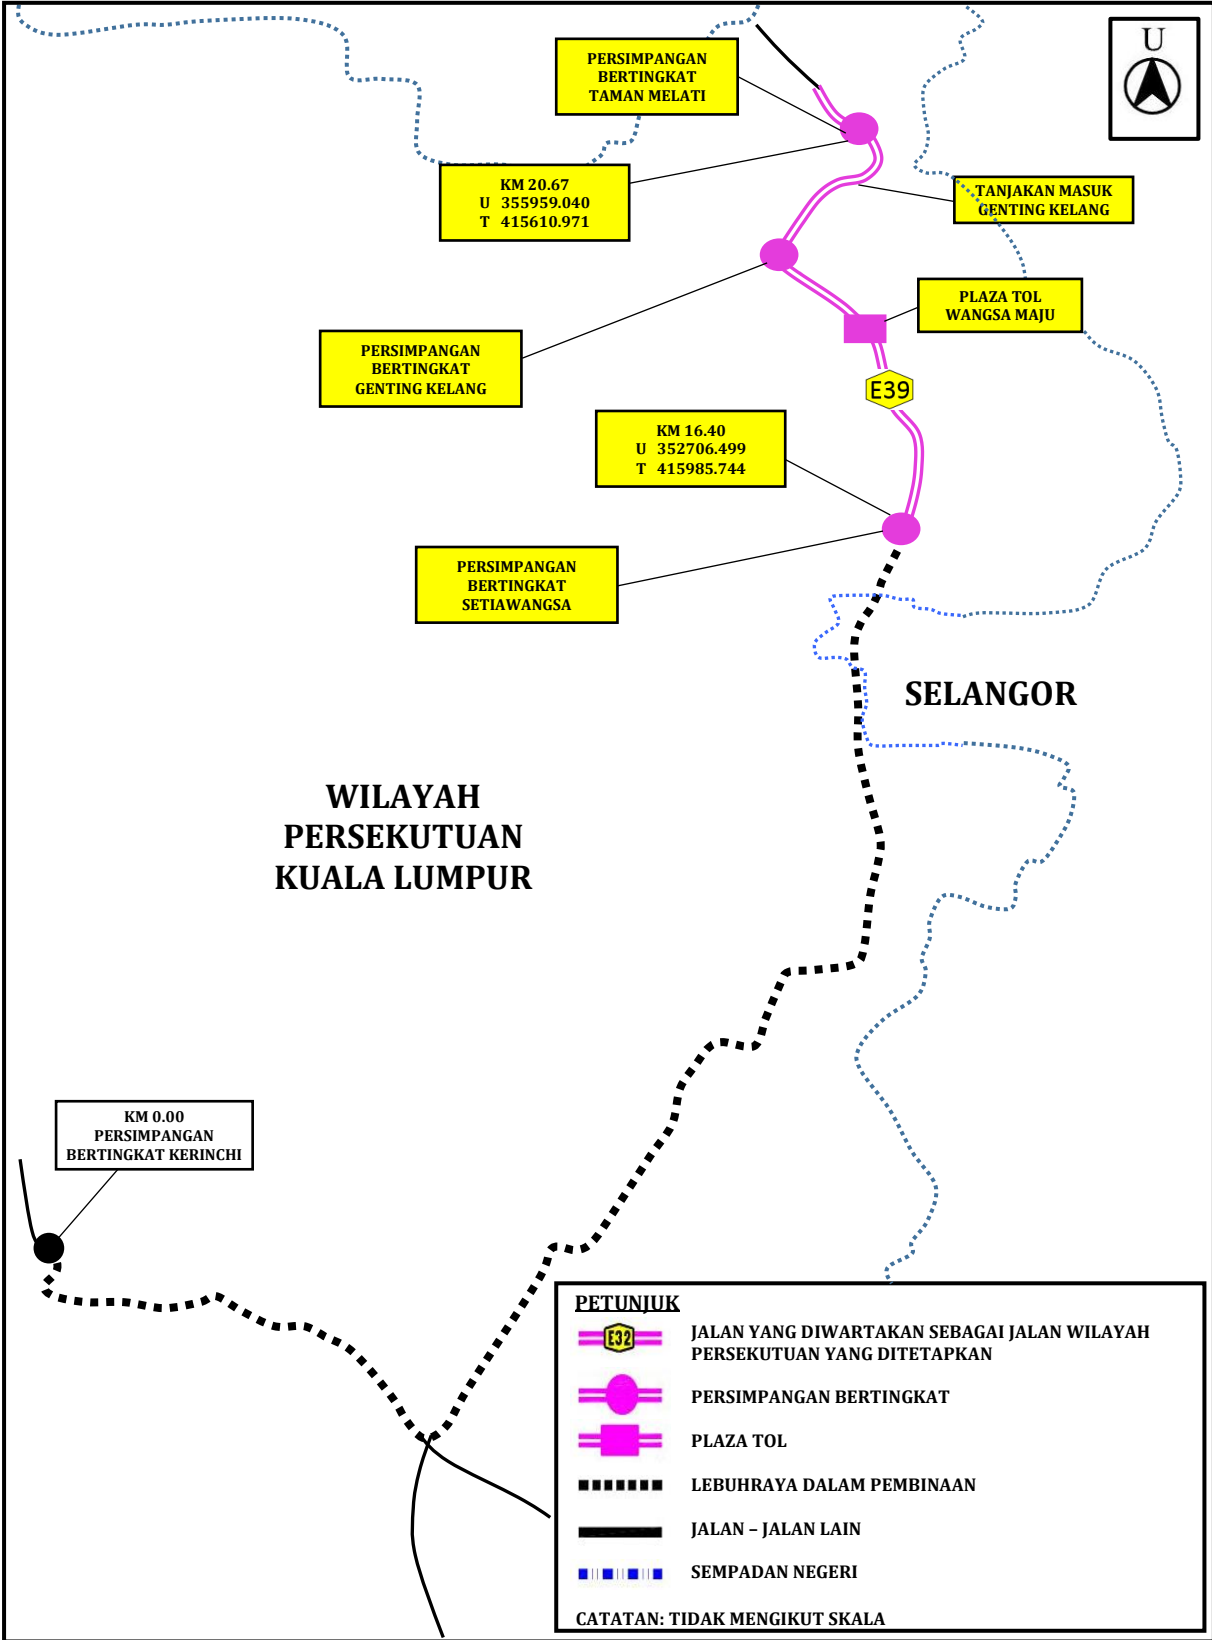 U
PERSIMPANGAN
BERTINGKAT
TAMAN MELATI
KM 20.67
U 355959.040
T 415610.971
TANJAKAN MASUK
GENTING KELANG
PLAZA TOL
WANGSA MAJU
PERSIMPANGAN
BERTINGKAT
GENTING KELANG
E39
KM 16.40
U 352706.499
T 415985.744
PERSIMPANGAN
BERTINGKAT
SETIAWANGSA
SELANGOR
WILAYAH
PERSEKUTUAN
KUALA LUMPUR
KM 0.00
PERSIMPANGAN
BERTINGKAT KERINCHI
PETUNJUK
E32
JALAN YANG DIWARTAKAN SEBAGAI JALAN WILAYAH
PERSEKUTUAN YANG DITETAPKAN
PERSIMPANGAN BERTINGKAT
PLAZA TOL
LEBUHRAYA DALAM PEMBINAAN
JALAN – JALAN LAIN
SEMPADAN NEGERI
CATATAN: TIDAK MENGIKUT SKALA